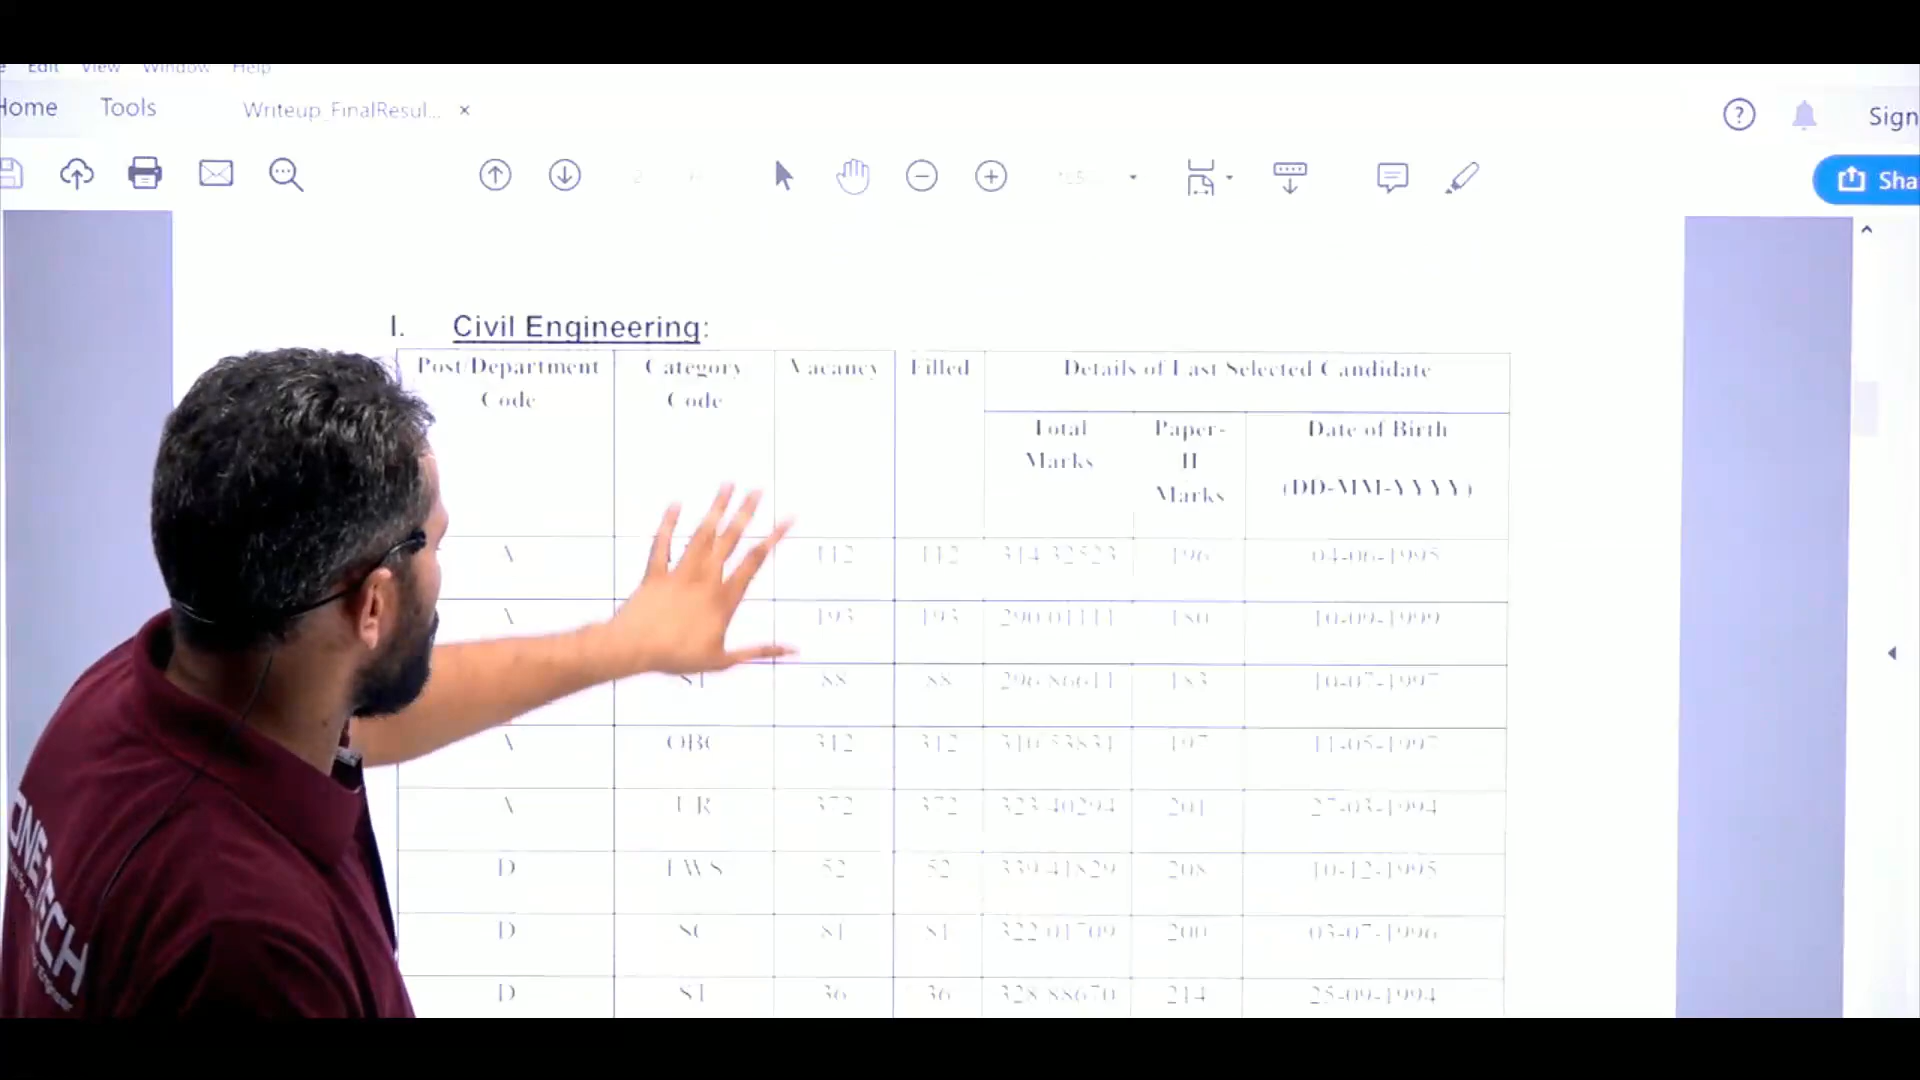 Edit View Window Help
Home Tools Writeup_FinalResul... ×
Sign
Sha
I. Civil Engineering:
Post/Department Code Category Code Vacancy Filled Details of Last Selected Candidate
Total Marks Paper-II Marks Date of Birth (DD-MM-YYYY)
A 112 112 314.32523 196 04-06-1995
A 193 193 290.01111 180 10-09-1999
ST 88 88 296.86611 183 10-07-1997
A OBC 312 312 310.53831 197 11-05-1997
A UR 372 372 323.40294 201 27-03-1994
D EWS 52 52 339.41829 208 10-12-1995
D SC 81 81 322.01709 200 03-07-1996
D ST 36 36 328.88670 214 25-09-1994
ONE TECH